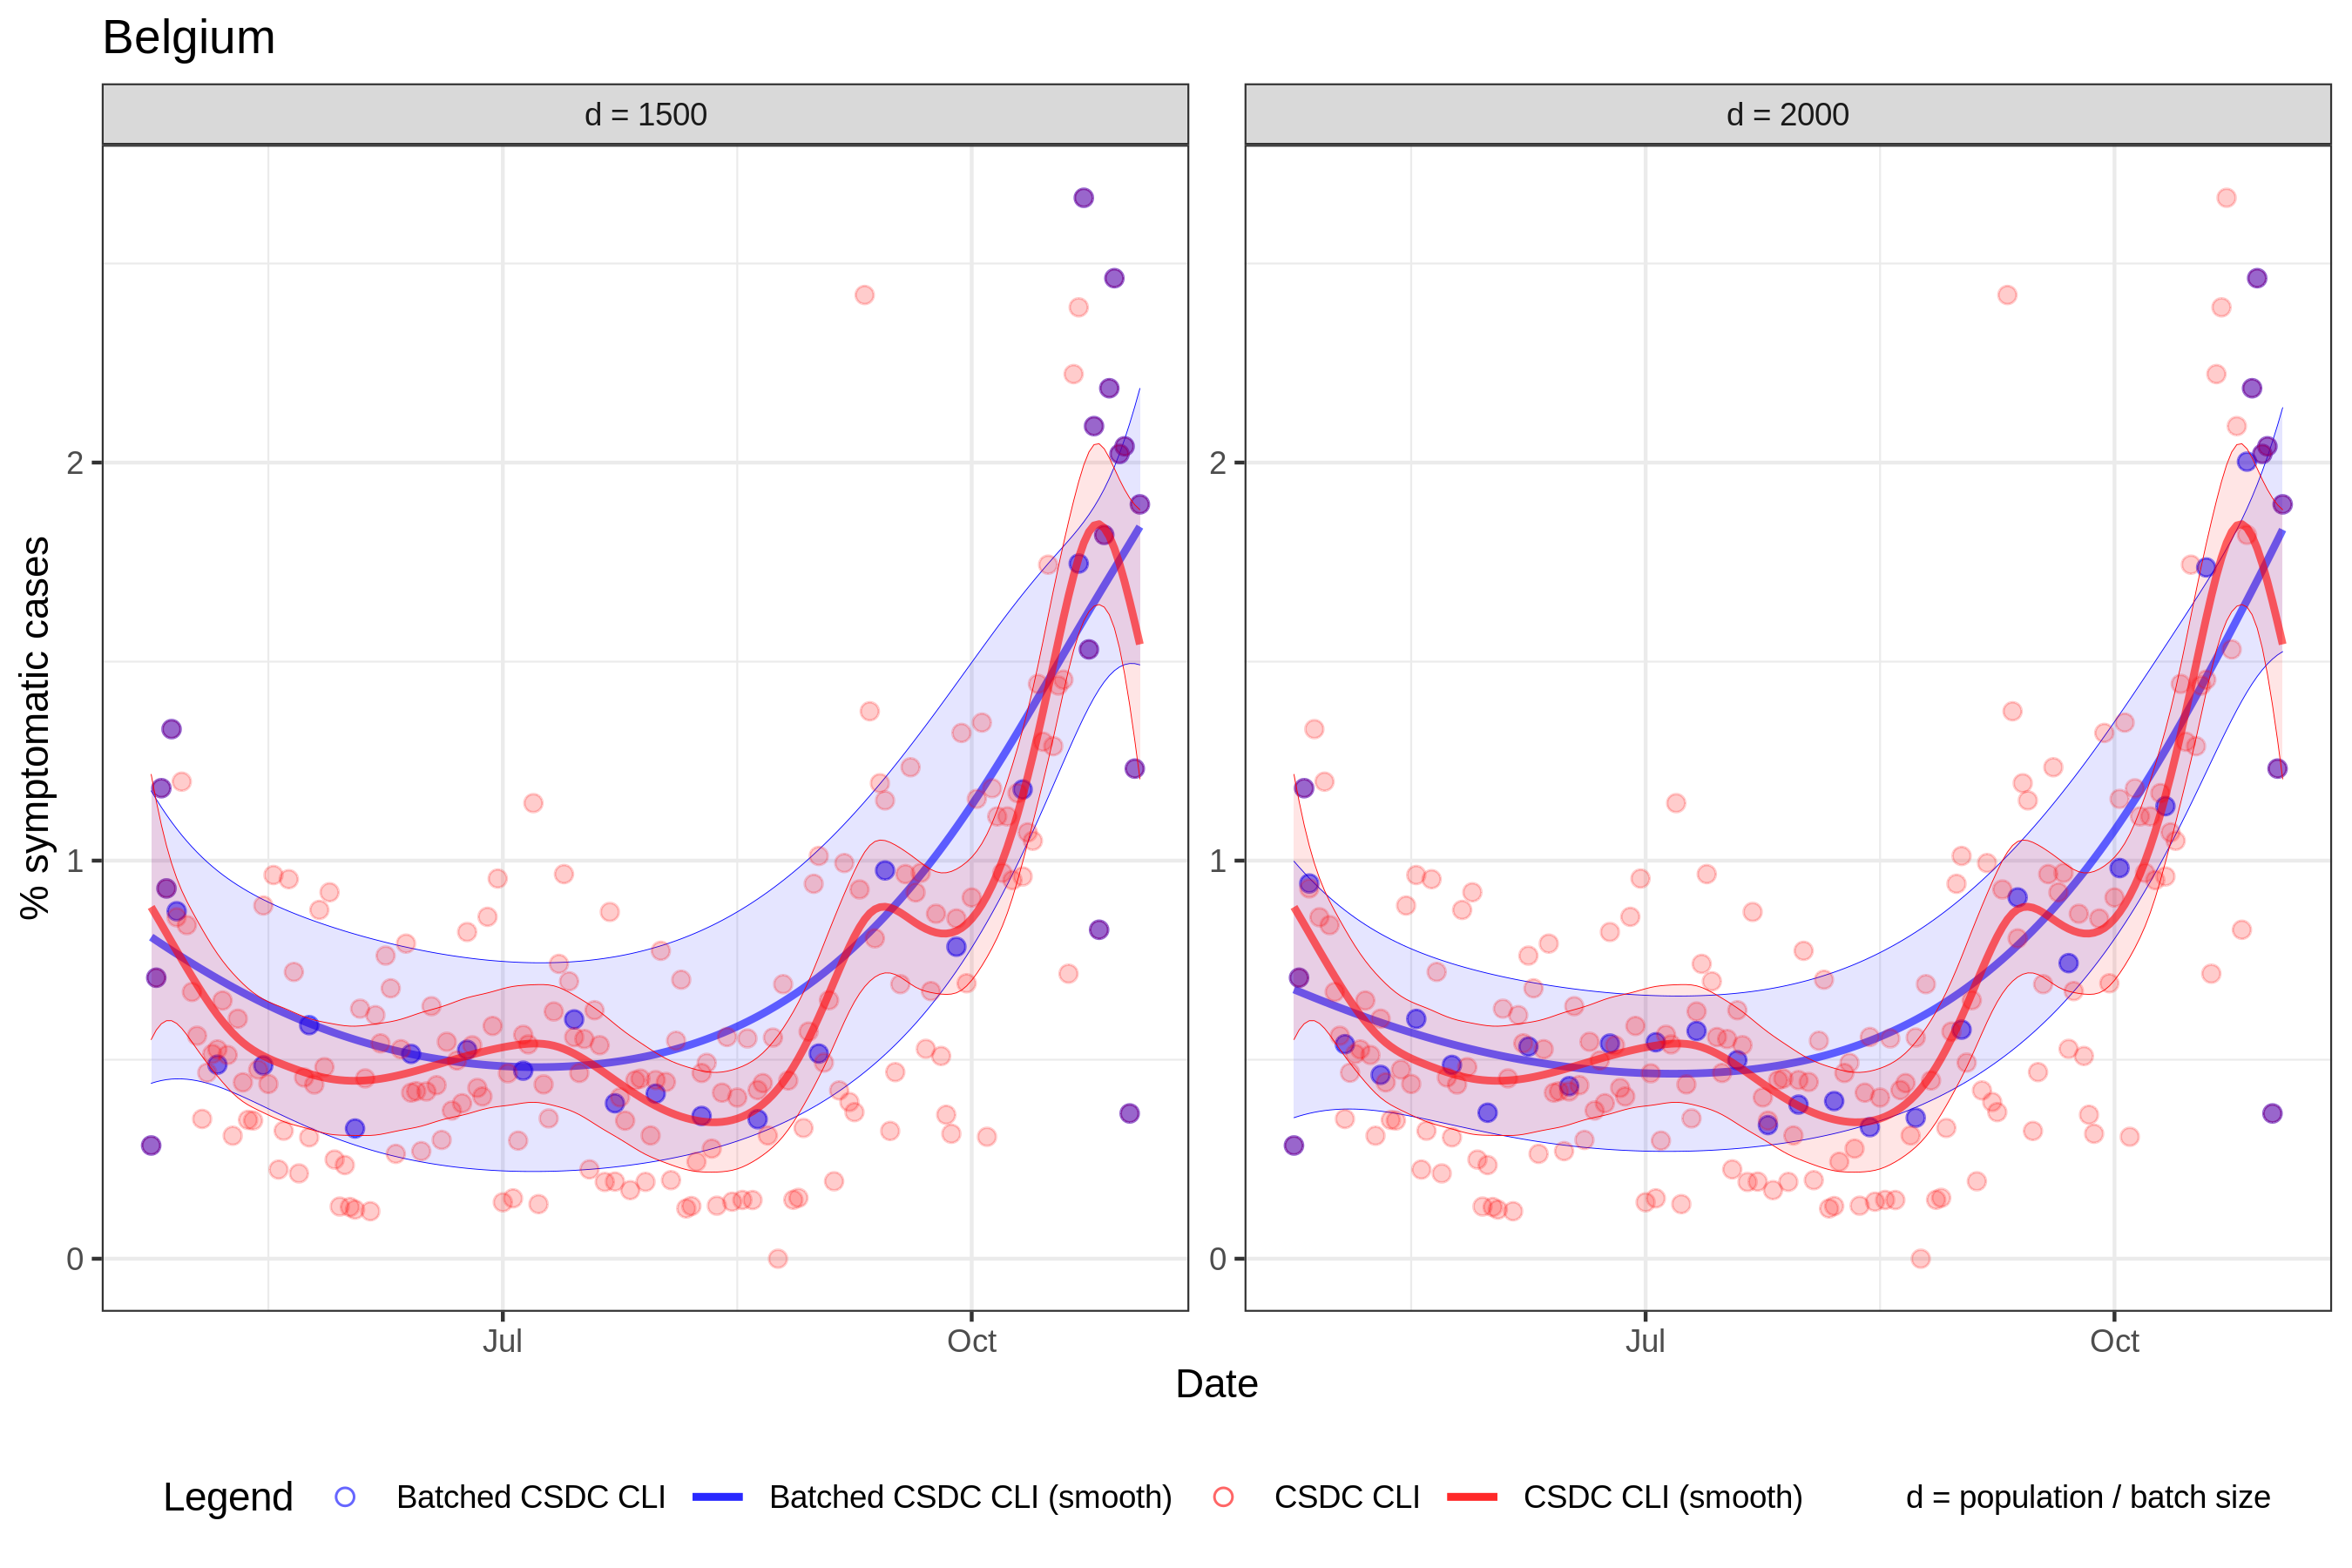 Belgium
d = 1500
d = 2000
% symptomatic cases
2
1
0
2
1
0
Jul
Oct
Jul
Oct
Date
Legend
Batched CSDC CLI
Batched CSDC CLI (smooth)
CSDC CLI
CSDC CLI (smooth)
d = population / batch size